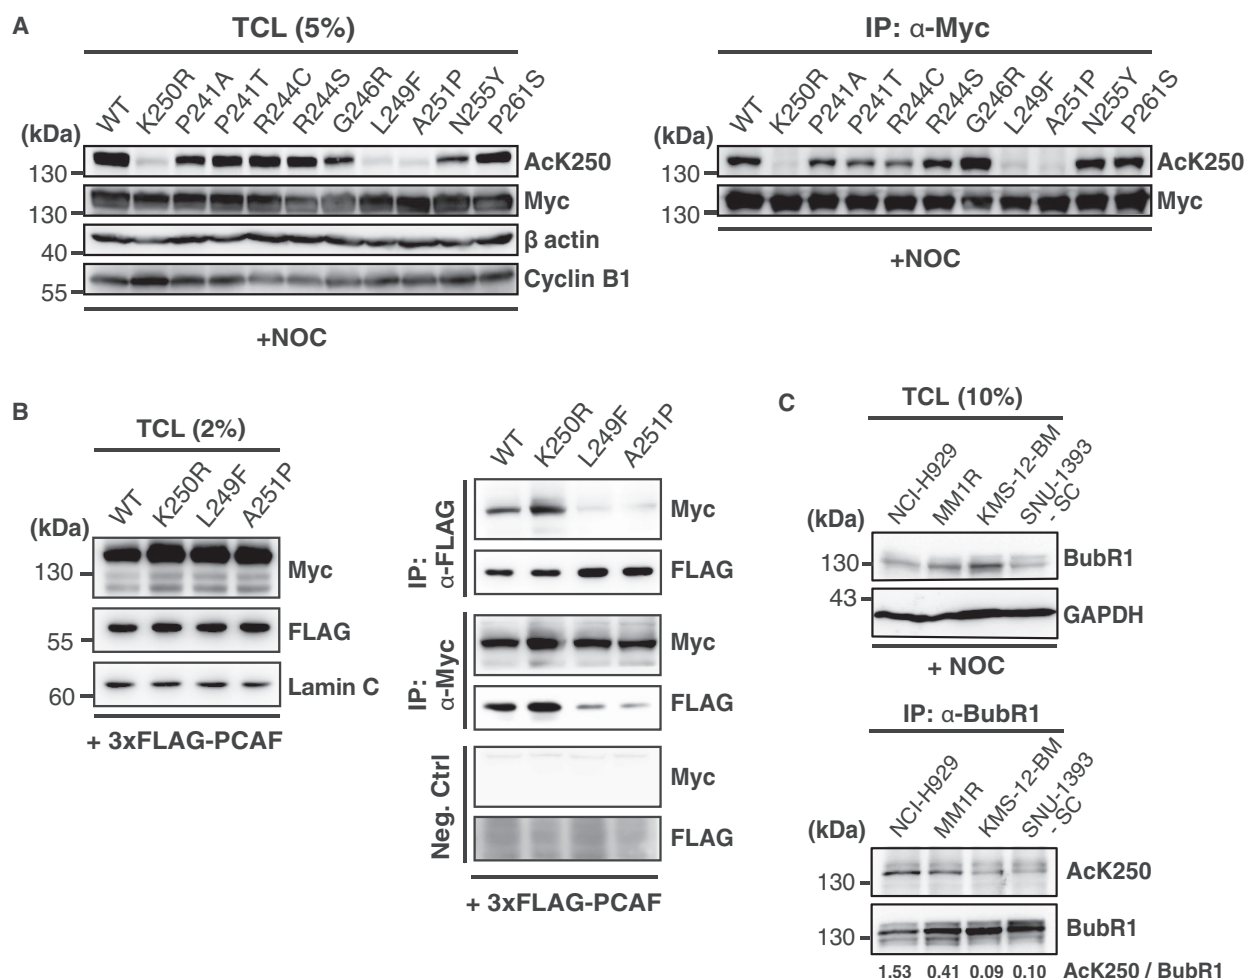 A
TCL (5%)
WT K250R P241A P241T R244C R244S G246R L249F A251P N255Y P261S
(kDa)
130 AcK250
130 Myc
40 β actin
55 Cyclin B1
+NOC
IP: α-Myc
WT K250R P241A P241T R244C R244S G246R L249F A251P N255Y P261S
(kDa)
130 AcK250
130 Myc
+NOC
B
TCL (2%)
WT K250R L249F A251P
(kDa)
130 Myc
55 FLAG
60 Lamin C
+ 3xFLAG-PCAF
WT K250R L249F A251P
IP:
α-FLAG
Myc
FLAG
IP:
α-Myc
Myc
FLAG
Neg. Ctrl
Myc
FLAG
+ 3xFLAG-PCAF
C
TCL (10%)
NCI-H929 MM1R KMS-12-BM SNU-1393
- SC
(kDa)
130 BubR1
43 GAPDH
+ NOC
IP: α-BubR1
NCI-H929 MM1R KMS-12-BM SNU-1393
- SC
(kDa)
130 AcK250
130 BubR1
1.53 0.41 0.09 0.10 AcK250 / BubR1